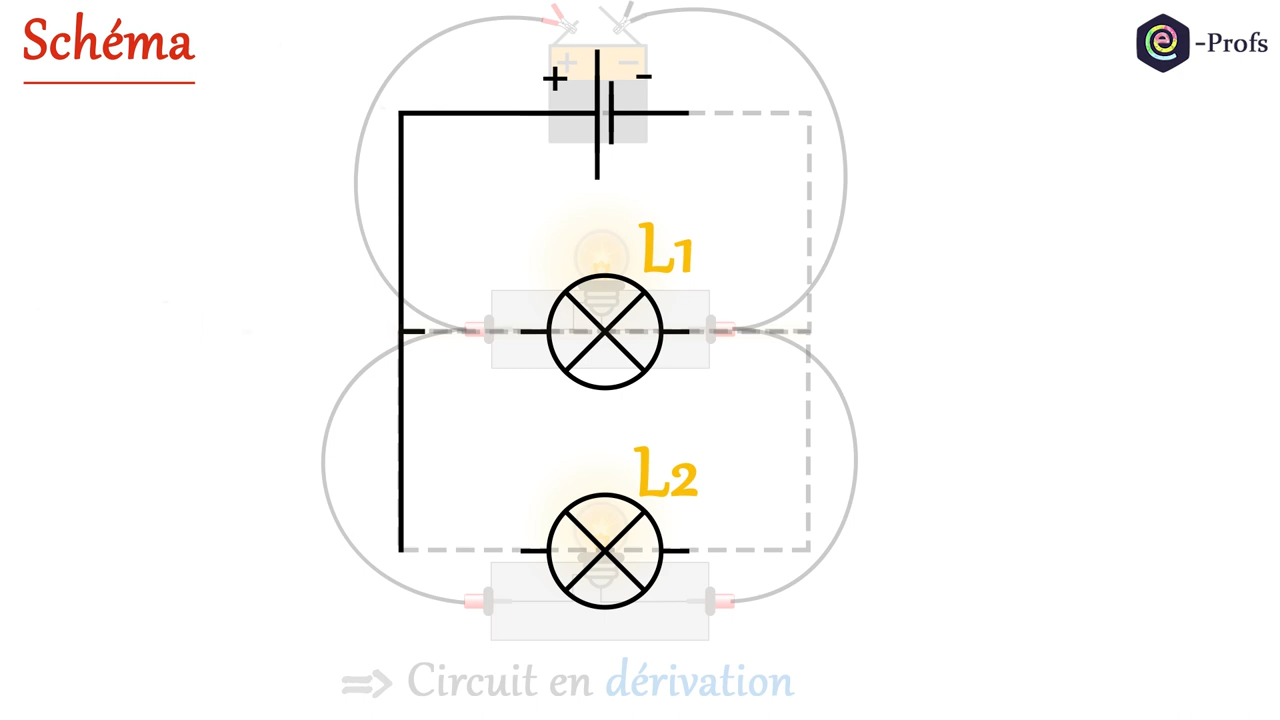 Schéma
e-Profs
+ -
+ -
L1
L2
⇒ Circuit en dérivation